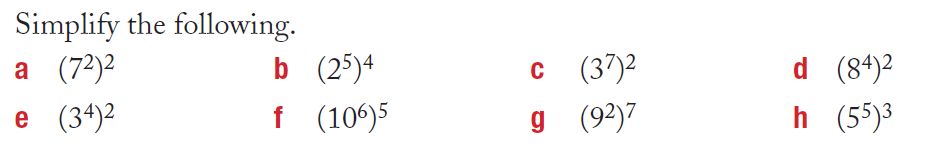 Simplify the following.
a (7²)² b (2⁵)⁴ c (3⁷)² d (8⁴)²
e (3⁴)² f (10⁶)⁵ g (9²)⁷ h (5⁵)³